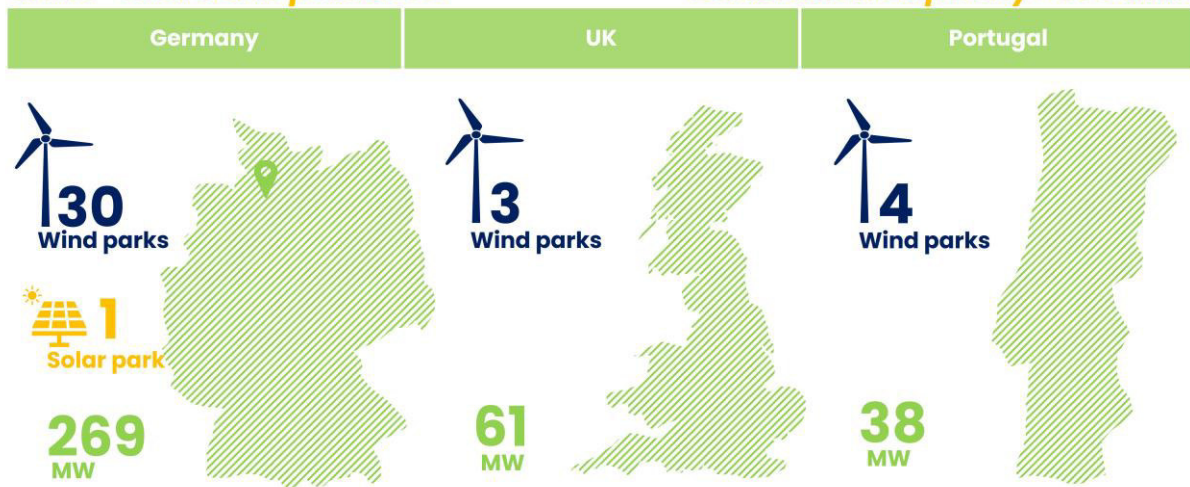 Germany
UK
Portugal
30
Wind parks
1
Solar park
269
MW
3
Wind parks
61
MW
4
Wind parks
38
MW